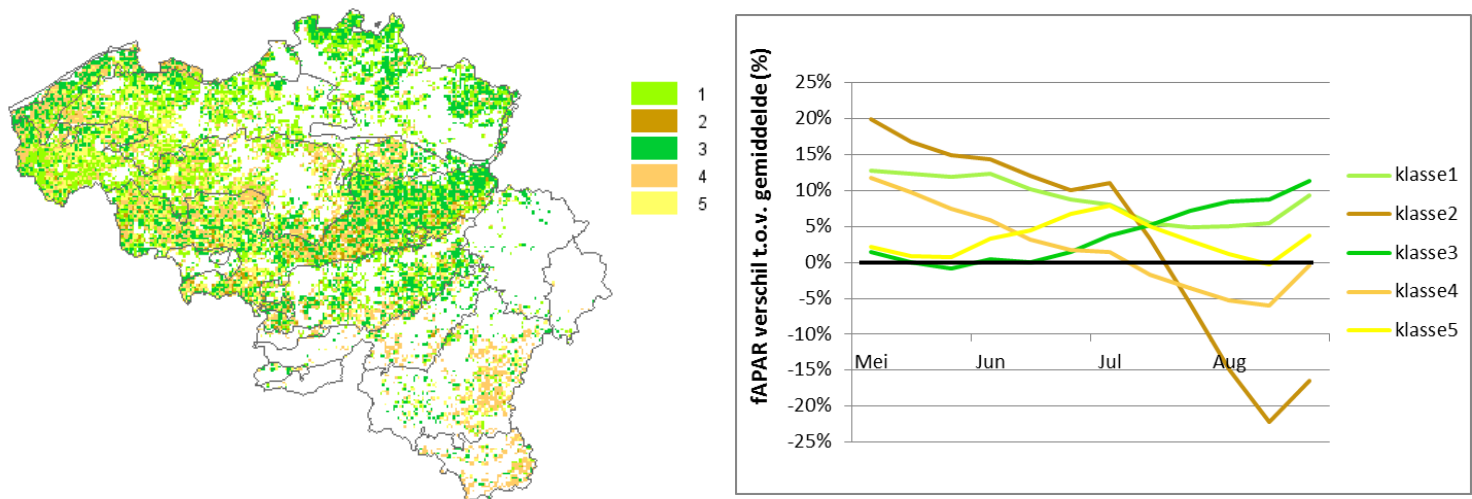 1
2
3
4
5
fAPAR verschil t.o.v. gemiddelde (%)
25%
20%
15%
10%
5%
0%
-5%
-10%
-15%
-20%
-25%
Mei Jun Jul Aug
klasse1
klasse2
klasse3
klasse4
klasse5